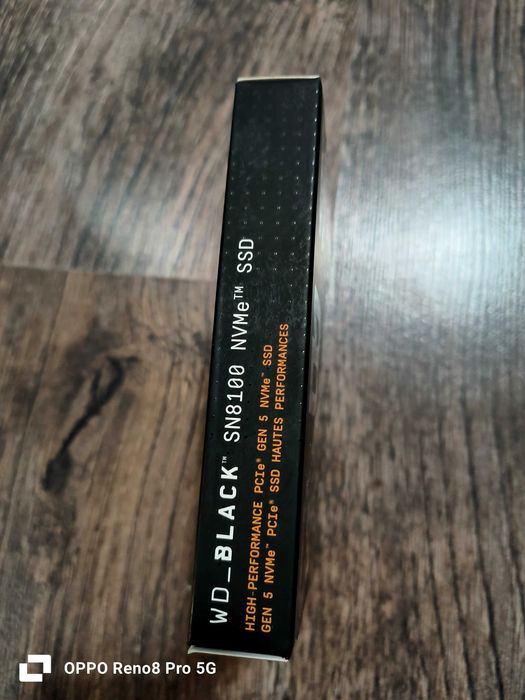 WD_BLACK™ SN8100 NVMe™ SSD
HIGH-PERFORMANCE PCIe® GEN 5 NVMe™ SSD
GEN 5 NVMe™ PCIe® SSD HAUTES PERFORMANCES
OPPO Reno8 Pro 5G